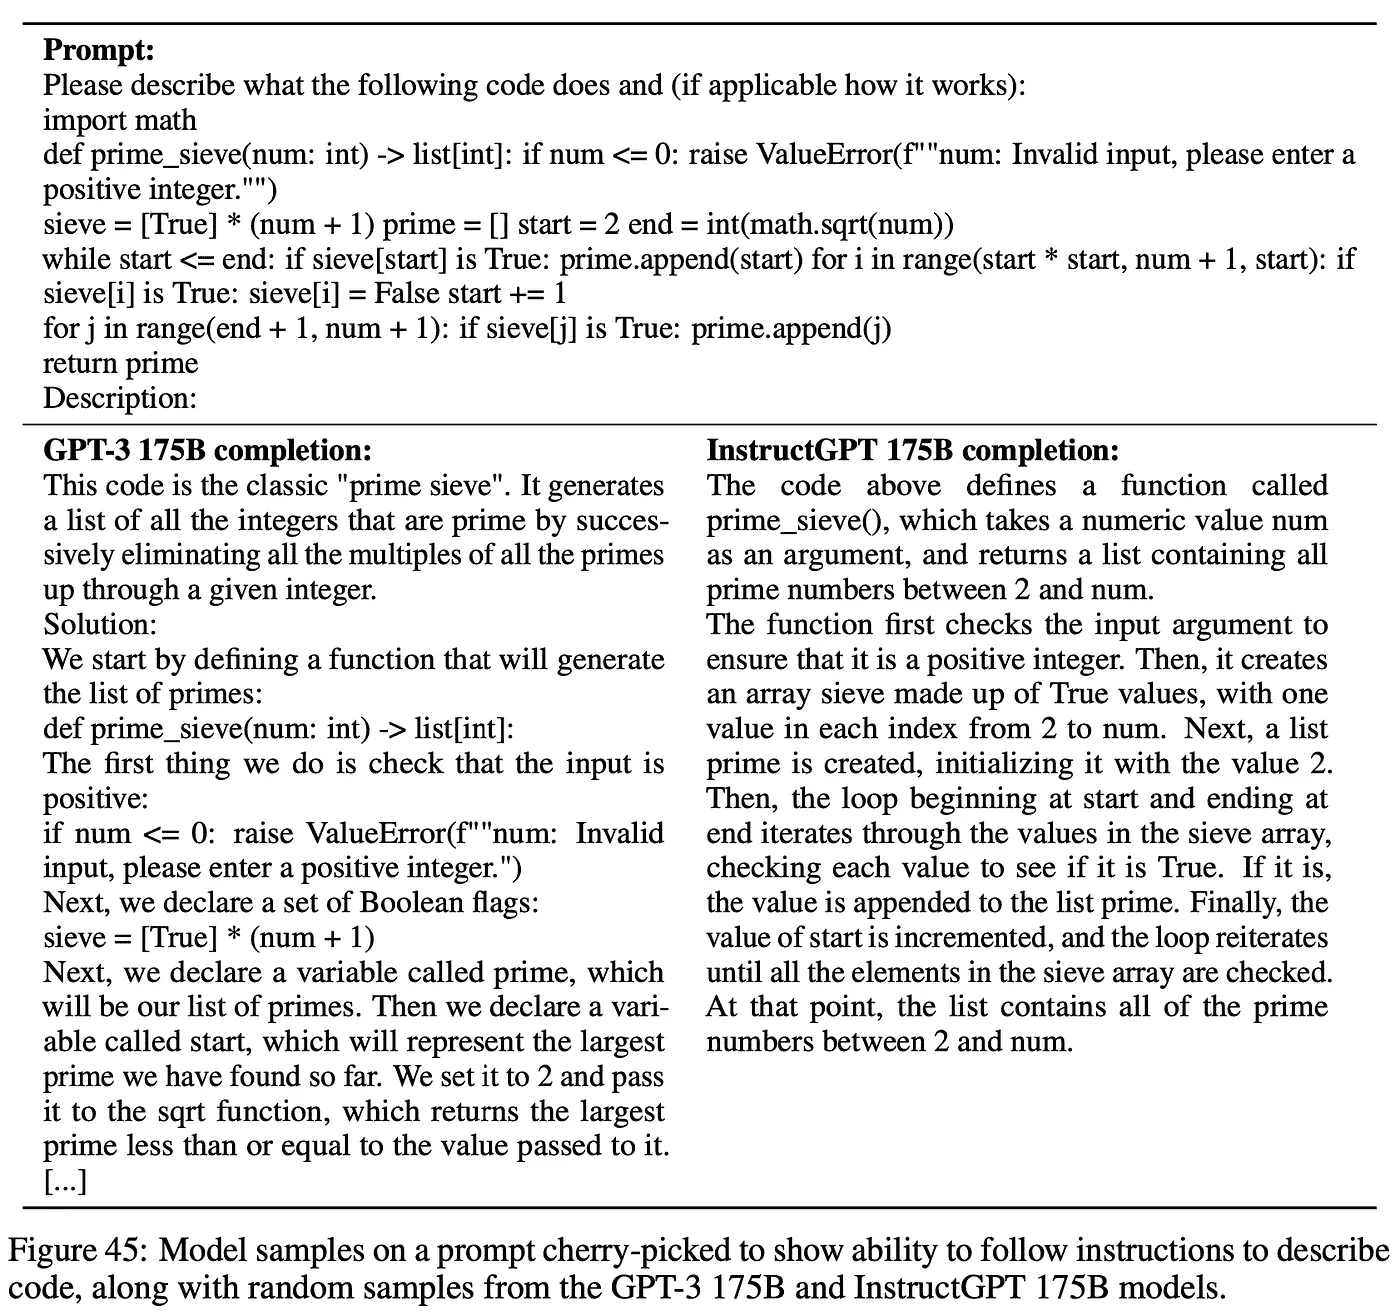 Prompt:
Please describe what the following code does and (if applicable how it works):
import math
def prime_sieve(num: int) -> list[int]: if num <= 0: raise ValueError(f""num: Invalid input, please enter a
positive integer."")
sieve = [True] * (num + 1) prime = [] start = 2 end = int(math.sqrt(num))
while start <= end: if sieve[start] is True: prime.append(start) for i in range(start * start, num + 1, start): if
sieve[i] is True: sieve[i] = False start += 1
for j in range(end + 1, num + 1): if sieve[j] is True: prime.append(j)
return prime
Description:
GPT-3 175B completion:
This code is the classic "prime sieve". It generates
a list of all the integers that are prime by succes-
sively eliminating all the multiples of all the primes
up through a given integer.
Solution:
We start by defining a function that will generate
the list of primes:
def prime_sieve(num: int) -> list[int]:
The first thing we do is check that the input is
positive:
if num <= 0: raise ValueError(f""num: Invalid
input, please enter a positive integer.")
Next, we declare a set of Boolean flags:
sieve = [True] * (num + 1)
Next, we declare a variable called prime, which
will be our list of primes. Then we declare a vari-
able called start, which will represent the largest
prime we have found so far. We set it to 2 and pass
it to the sqrt function, which returns the largest
prime less than or equal to the value passed to it.
[...]
InstructGPT 175B completion:
The code above defines a function called
prime_sieve(), which takes a numeric value num
as an argument, and returns a list containing all
prime numbers between 2 and num.
The function first checks the input argument to
ensure that it is a positive integer. Then, it creates
an array sieve made up of True values, with one
value in each index from 2 to num. Next, a list
prime is created, initializing it with the value 2.
Then, the loop beginning at start and ending at
end iterates through the values in the sieve array,
checking each value to see if it is True. If it is,
the value is appended to the list prime. Finally, the
value of start is incremented, and the loop reiterates
until all the elements in the sieve array are checked.
At that point, the list contains all of the prime
numbers between 2 and num.
Figure 45: Model samples on a prompt cherry-picked to show ability to follow instructions to describe
code, along with random samples from the GPT-3 175B and InstructGPT 175B models.